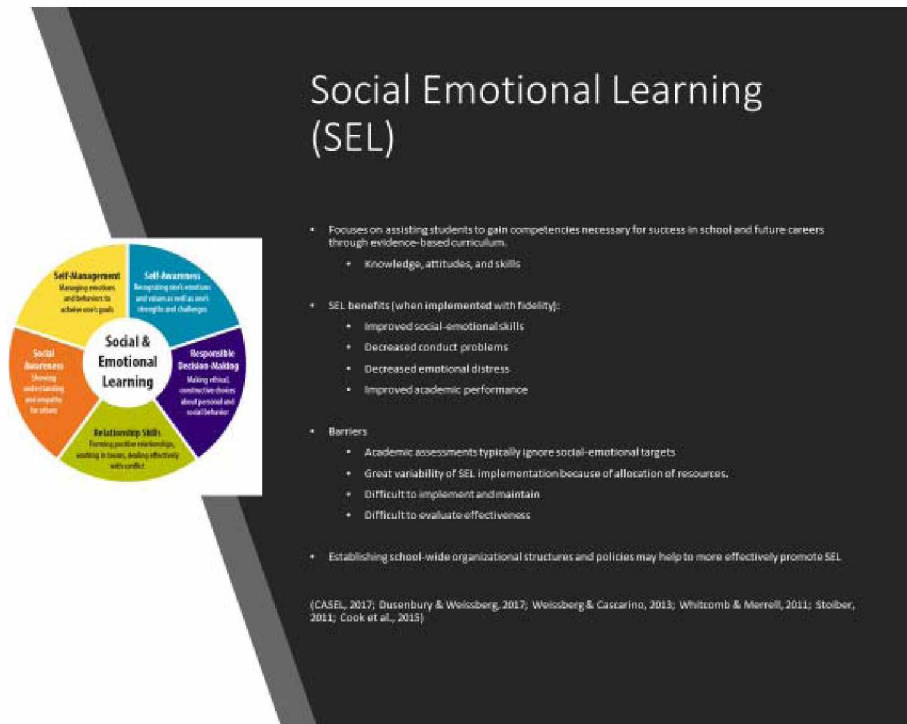 Social Emotional Learning
(SEL)
• Focuses on assisting students to gain competencies necessary for success in school and future careers
through evidence-based curriculum.
• Knowledge, attitudes, and skills
• SEL benefits (when implemented with fidelity):
• Improved social-emotional skills
• Decreased conduct problems
• Decreased emotional distress
• Improved academic performance
• Barriers
• Academic assessments typically ignore social-emotional targets
• Great variability of SEL implementation because of allocation of resources.
• Difficult to implement and maintain
• Difficult to evaluate effectiveness
• Establishing school-wide organizational structures and policies may help to more effectively promote SEL
(CASEL, 2017; Dusenbury & Weissberg, 2017; Weissberg & Cascarino, 2013; Whitcomb & Merrell, 2011; Stoiber,
2011; Cook et al., 2015)
Self-Management
Managing emotions
and behaviors to
achieve one's goals
Self-Awareness
Recognizing one's emotions
and values as well as one's
strengths and challenges
Social
Awareness
Showing
understanding
and empathy
for others
Social &
Emotional
Learning
Responsible
Decision-Making
Making ethical,
constructive choices
about personal and
social behavior
Relationship Skills
Forming positive relationships,
working in teams, dealing effectively
with conflict